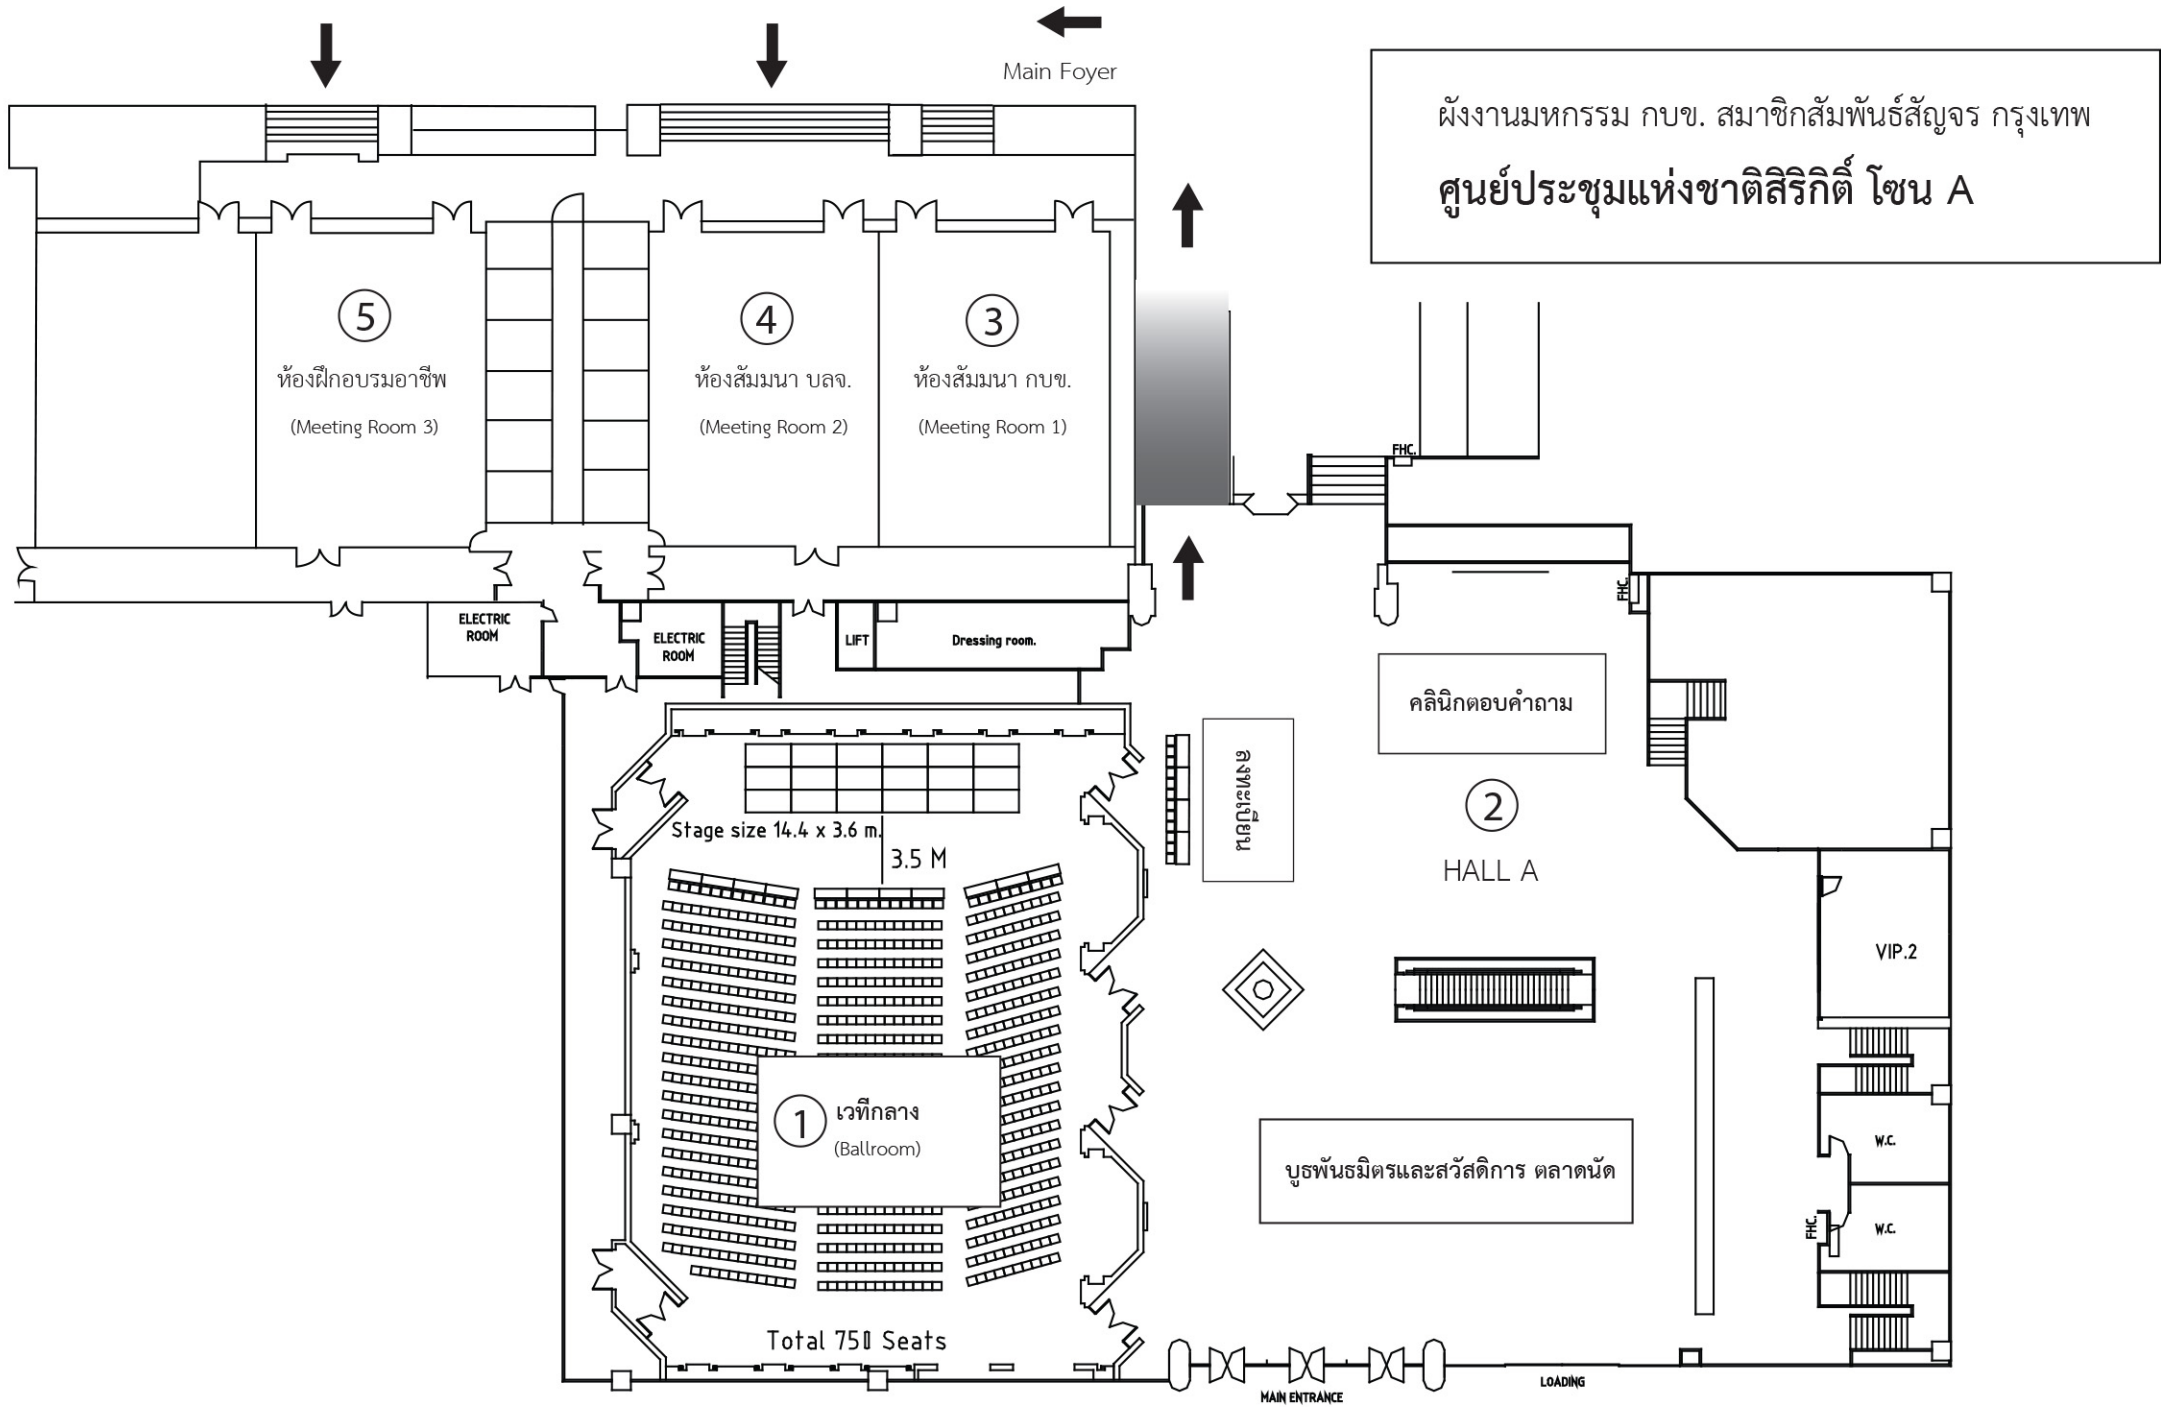 Main Foyer
ผังงานมหกรรม กบข. สมาชิกสัมพันธ์สัญจร กรุงเทพ
ศูนย์ประชุมแห่งชาติสิริกิติ์ โซน A
5
ห้องฝึกอบรมอาชีพ
(Meeting Room 3)
4
ห้องสัมมนา บลจ.
(Meeting Room 2)
3
ห้องสัมมนา กบข.
(Meeting Room 1)
FHC.
FHC.
ELECTRIC
ROOM
ELECTRIC
ROOM
LIFT
Dressing room.
คลินิกตอบคำถาม
ลงทะเบียน
2
HALL A
Stage size 14.4 x 3.6 m.
3.5 M
VIP.2
1 เวทีกลาง
(Ballroom)
บูธพันธมิตรและสวัสดิการ ตลาดนัด
W.C.
FHC.
W.C.
Total 750 Seats
MAIN ENTRANCE
LOADING